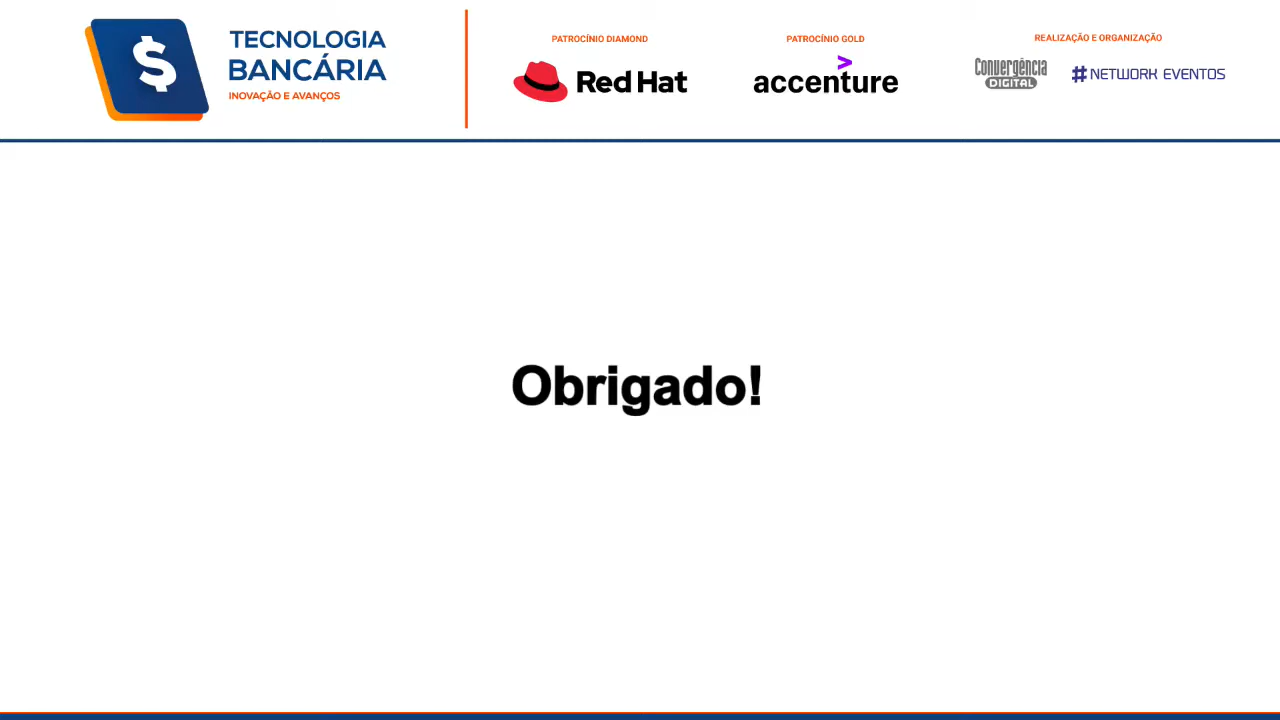 TECNOLOGIA
BANCÁRIA
INOVAÇÃO E AVANÇOS
PATROCÍNIO DIAMOND
Red Hat
PATROCÍNIO GOLD
accenture
REALIZAÇÃO E ORGANIZAÇÃO
Convergência
DIGITAL
#NETWORK EVENTOS
Obrigado!